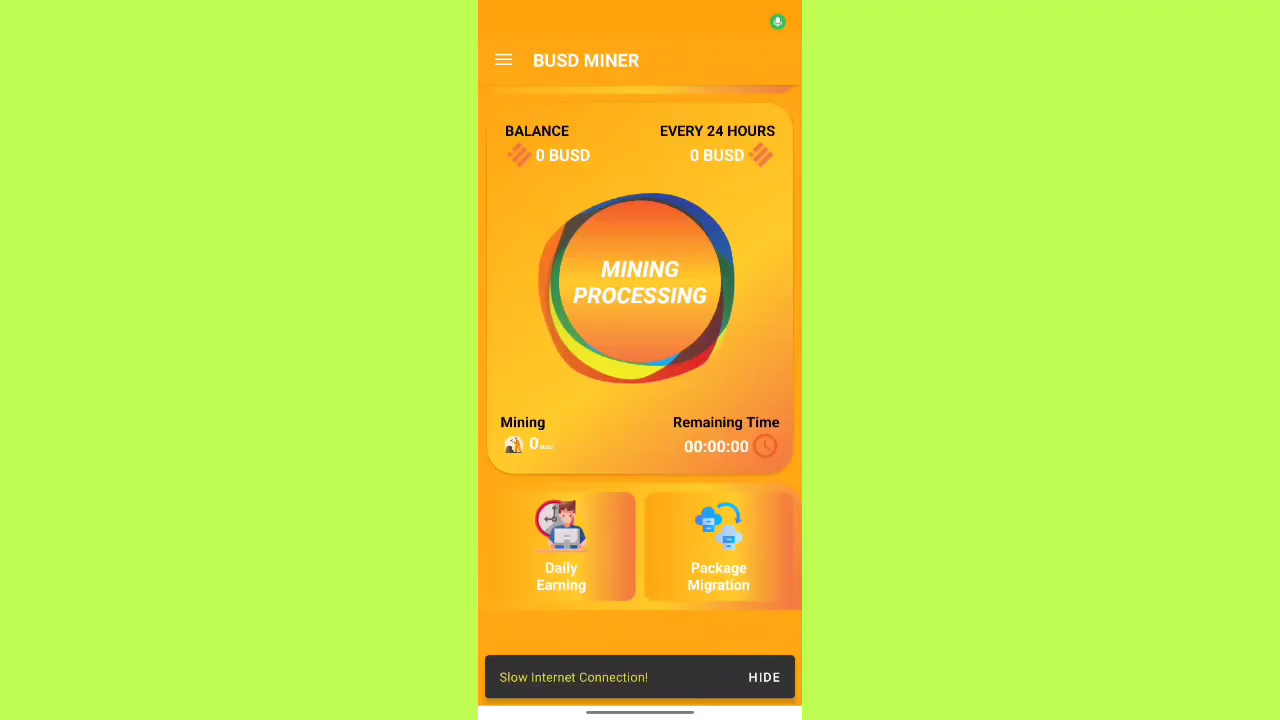 BUSD MINER
BALANCE
EVERY 24 HOURS
0 BUSD
0 BUSD
MINING
PROCESSING
Mining
Remaining Time
0 BUSD
00:00:00
Daily
Earning
Package
Migration
Slow Internet Connection!
HIDE